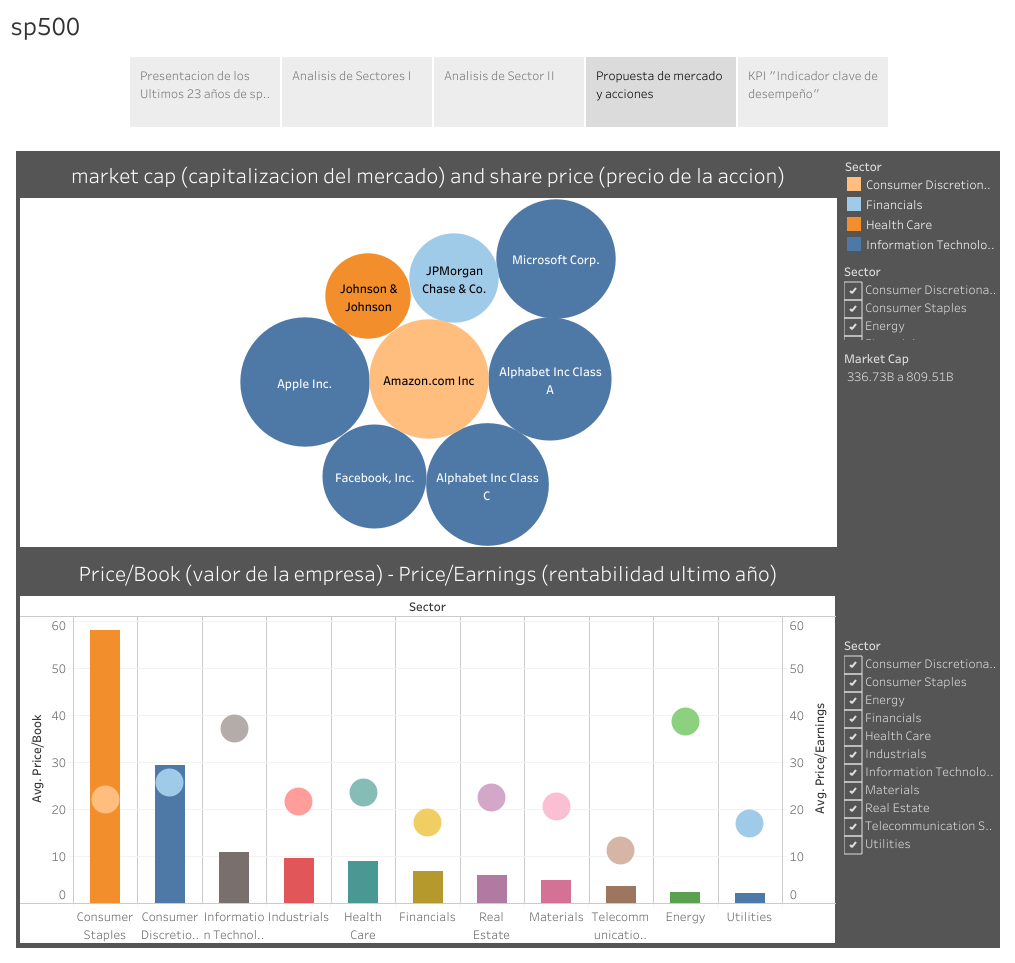 sp500
Presentacion de los
Ultimos 23 años de sp..
Analisis de Sectores I
Analisis de Sector II
Propuesta de mercado
y acciones
KPI "Indicador clave de
desempeño"
market cap (capitalizacion del mercado) and share price (precio de la accion)
Microsoft Corp.
JPMorgan
Chase & Co.
Johnson &
Johnson
Apple Inc.
Amazon.com Inc
Alphabet Inc Class
A
Facebook, Inc.
Alphabet Inc Class
C
Sector
Consumer Discretion..
Financials
Health Care
Information Technolo..
Sector
Consumer Discretiona..
Consumer Staples
Energy
Market Cap
336.73B a 809.51B
Price/Book (valor de la empresa) - Price/Earnings (rentabilidad ultimo año)
Sector
Avg. Price/Book
60
50
40
30
20
10
0
60
50
40
30
20
10
0
Avg. Price/Earnings
Consumer
Staples
Consumer
Discretio..
Informatio
n Technol..
Industrials
Health
Care
Financials
Real
Estate
Materials
Telecomm
unicatio..
Energy
Utilities
Sector
Consumer Discretiona..
Consumer Staples
Energy
Financials
Health Care
Industrials
Information Technolo..
Materials
Real Estate
Telecommunication S..
Utilities